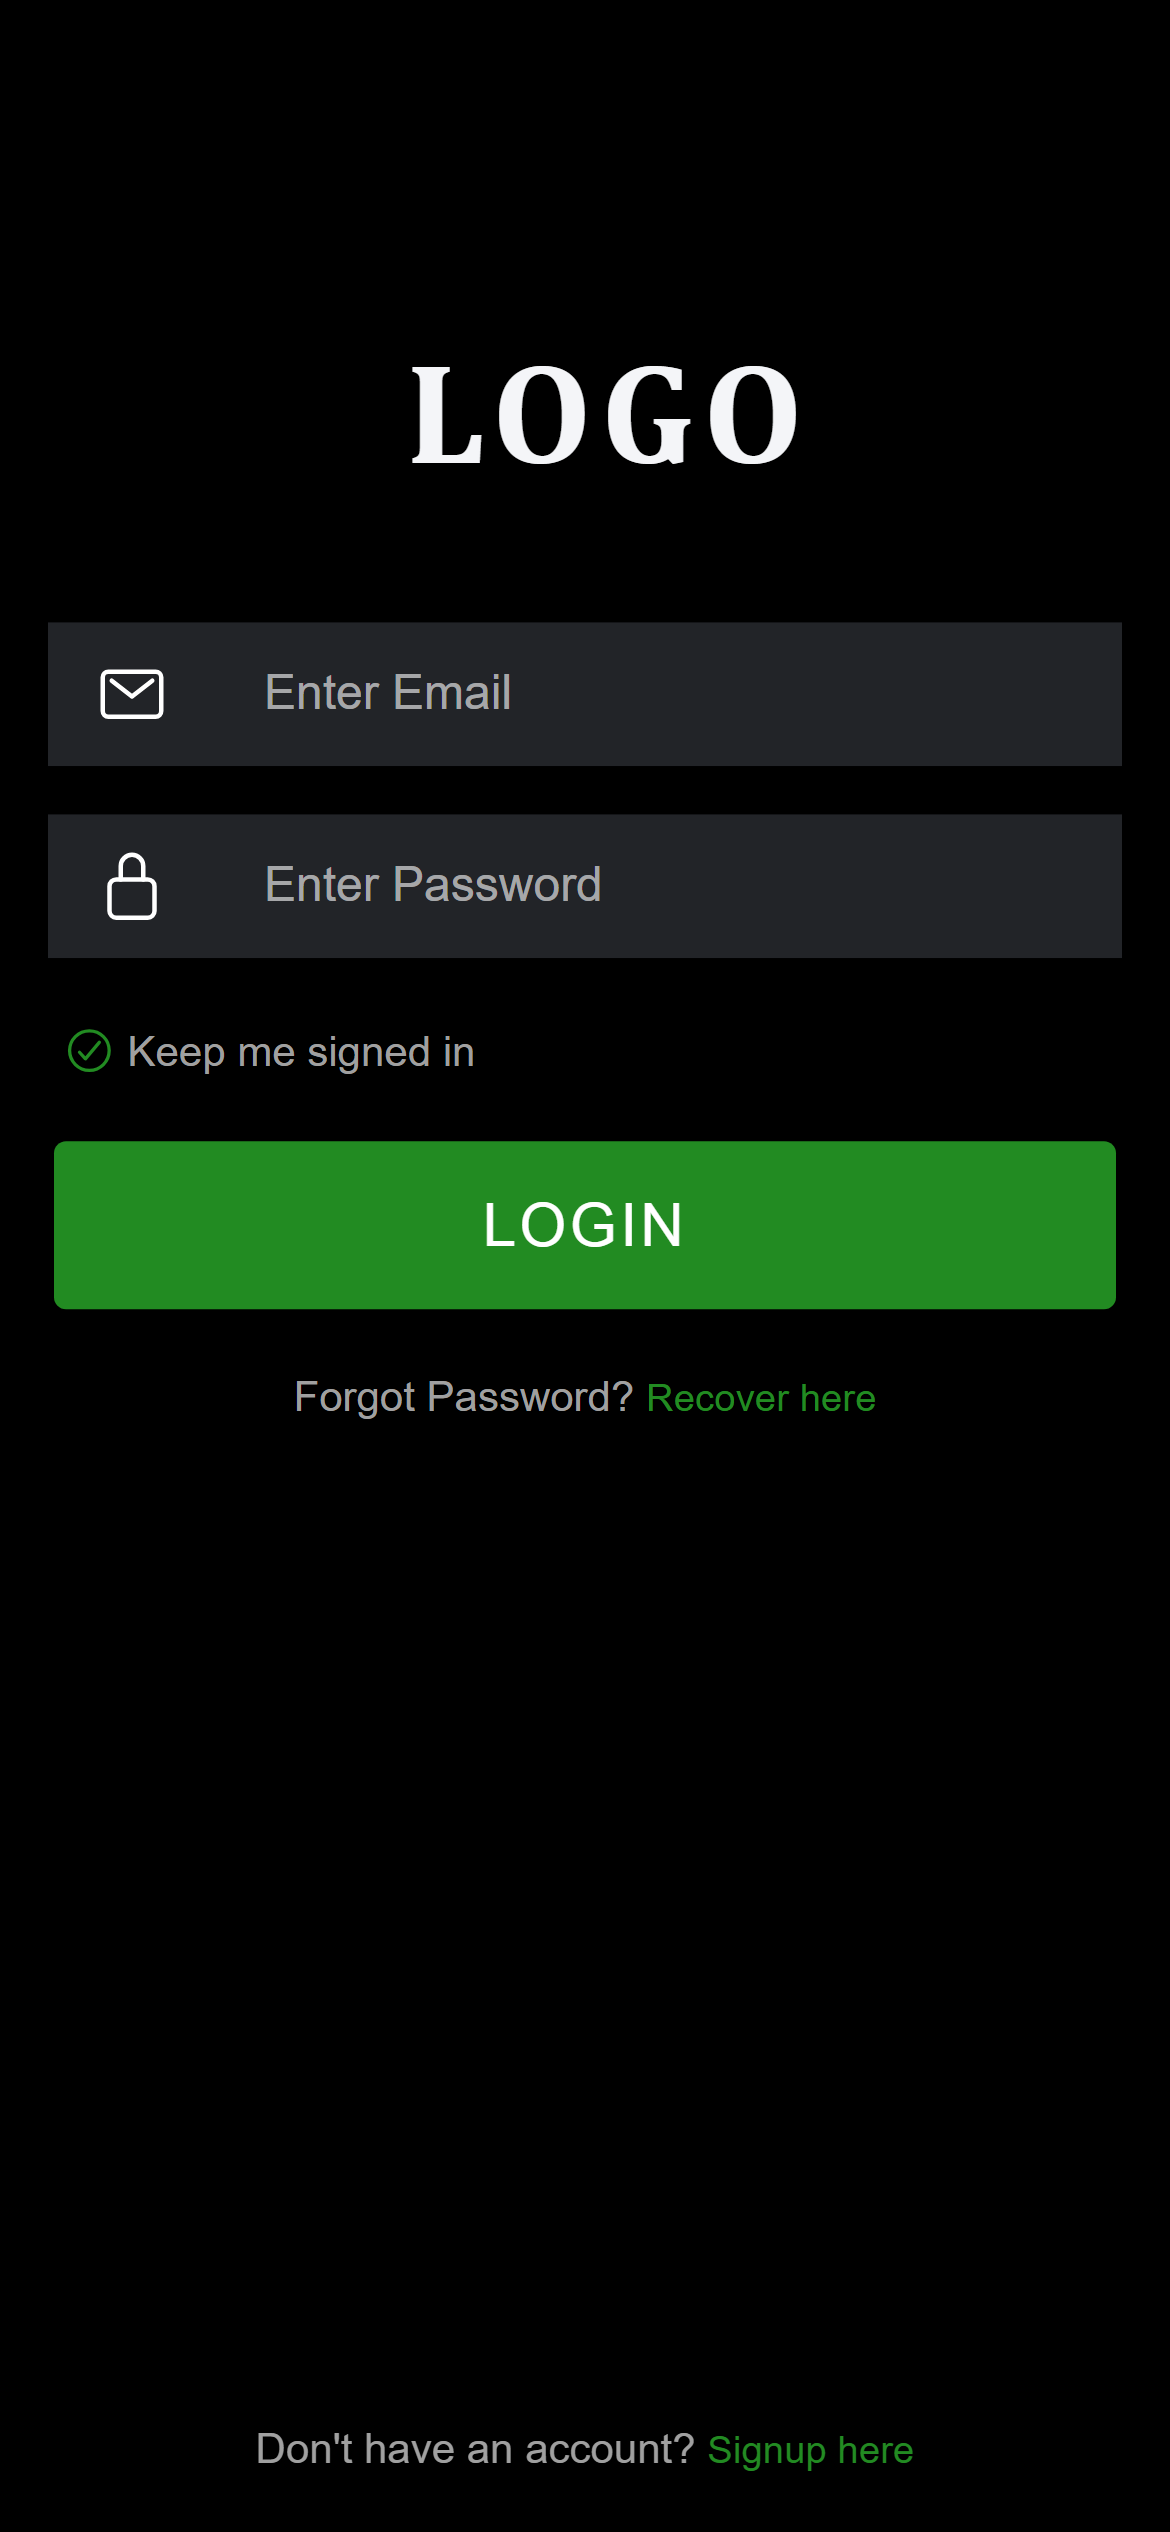 LOGO
Enter Email
Enter Password
Keep me signed in
LOGIN
Forgot Password? Recover here
Don't have an account? Signup here